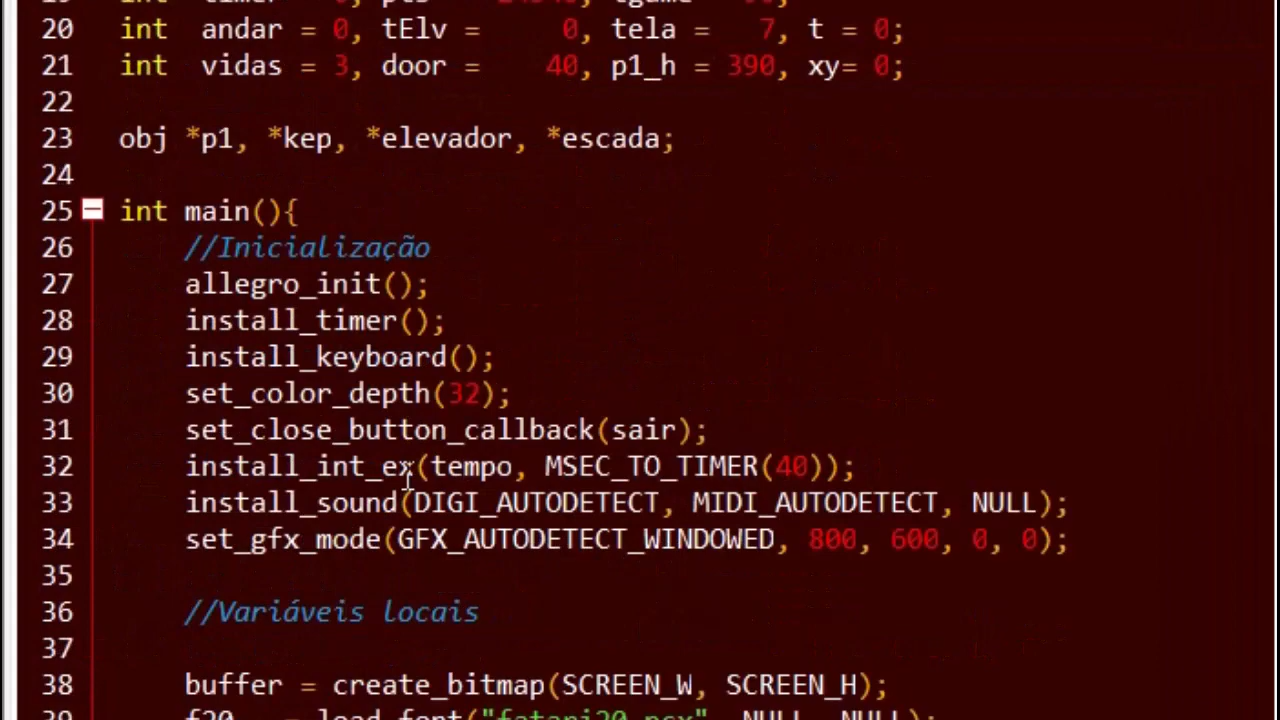 20 int andar = 0, tElv = 0, tela = 7, t = 0;
21 int vidas = 3, door = 40, p1_h = 390, xy= 0;
22
23 obj *p1, *kep, *elevador, *escada;
24
25 int main(){
26 //Inicialização
27 allegro_init();
28 install_timer();
29 install_keyboard();
30 set_color_depth(32);
31 set_close_button_callback(sair);
32 install_int_ex(tempo, MSEC_TO_TIMER(40));
33 install_sound(DIGI_AUTODETECT, MIDI_AUTODETECT, NULL);
34 set_gfx_mode(GFX_AUTODETECT_WINDOWED, 800, 600, 0, 0);
35
36 //Variáveis locais
37
38 buffer = create_bitmap(SCREEN_W, SCREEN_H);